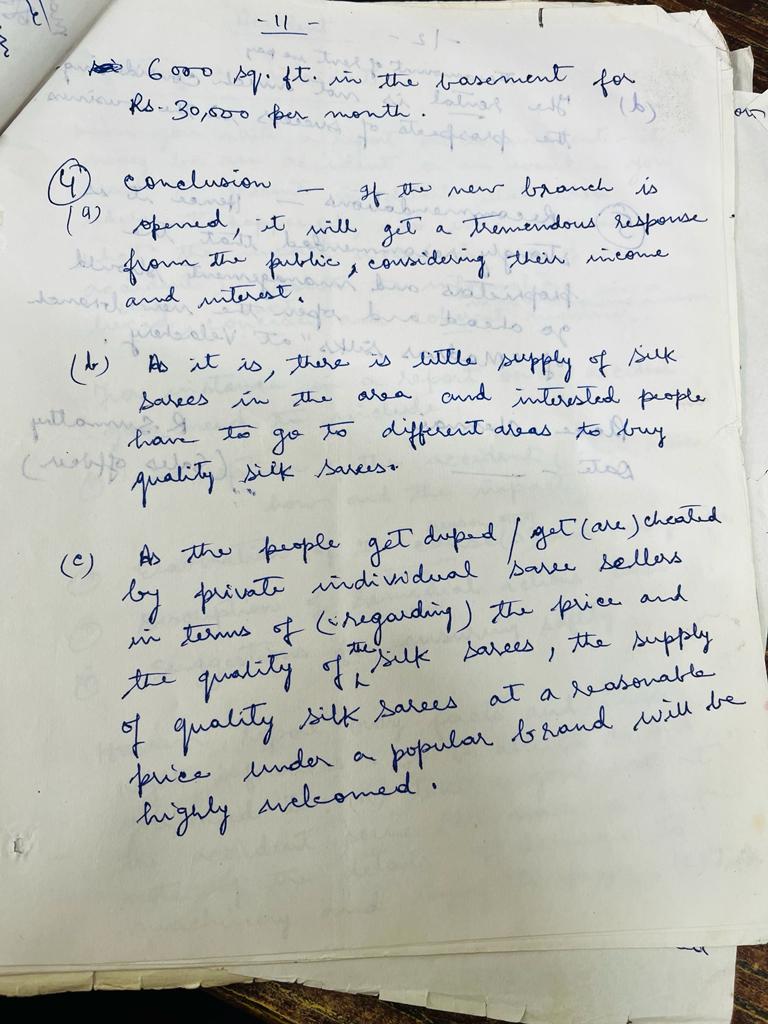 - 11 -
6000 sq. ft. in the basement for
Rs. 30,000 per month.
④ Conclusion — If the new branch is
(a) opened, it will get a tremendous response
from the public, considering their income
and interest.
(b) As it is, there is little supply of silk
sarees in the area and interested people
have to go to different areas to buy
quality silk sarees.
(c) As the people get duped / get (are) cheated
by private individual saree sellers
in terms of (regarding) the price and
the quality of the silk sarees, the supply
of quality silk sarees at a reasonable
price under a popular brand will be
highly welcomed.